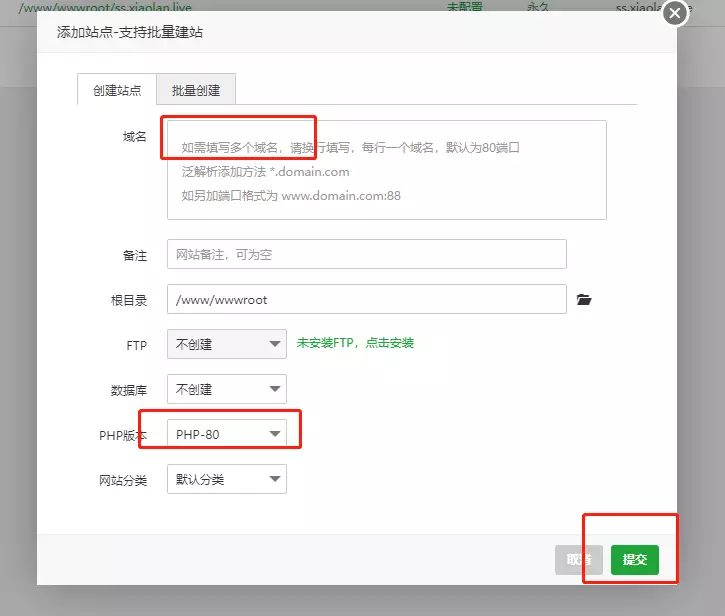 /www/wwwroot/ss.xiaolan.live 未配置 永久
添加站点-支持批量建站
创建站点 批量创建
域名
如需填写多个域名，请换行填写，每行一个域名，默认为80端口
泛解析添加方法 *.domain.com
如另加端口格式为 www.domain.com:88
备注 网站备注，可为空
根目录 /www/wwwroot
FTP 不创建 未安装FTP，点击安装
数据库 不创建
PHP版本 PHP-80
网站分类 默认分类
取消 提交